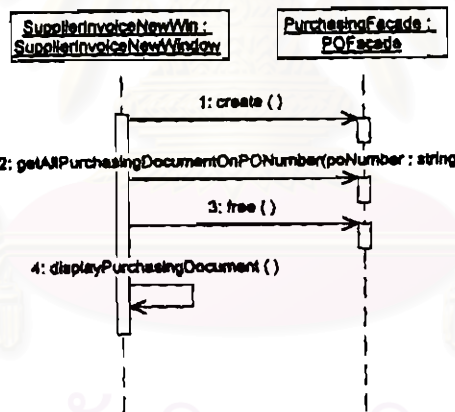 SupplierInvoiceNewWin :
SupplierInvoiceNewWindow
PurchasingFacade :
POFacade
1: create ( )
2: getAllPurchasingDocumentOnPONumber(poNumber : string
3: free ( )
4: displayPurchasingDocument ( )